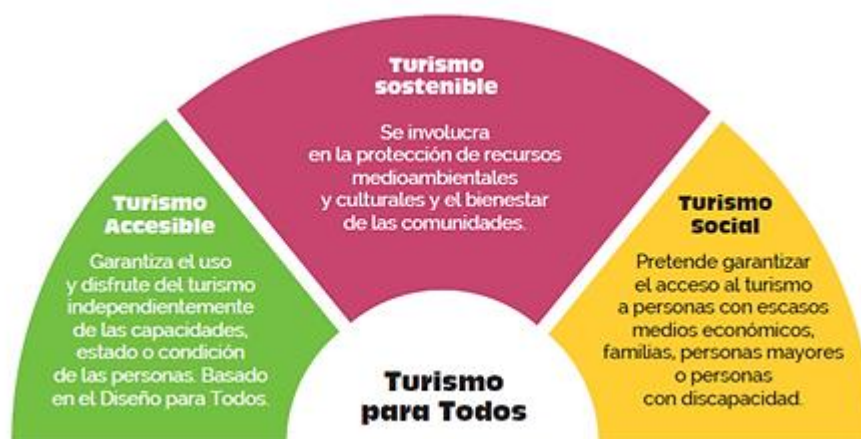 Turismo
sostenible
Se involucra
en la protección de recursos
medioambientales
y culturales y el bienestar
de las comunidades.
Turismo
Accesible
Garantiza el uso
y disfrute del turismo
independientemente
de las capacidades,
estado o condición
de las personas. Basado
en el Diseño para Todos.
Turismo
Social
Pretende garantizar
el acceso al turismo
a personas con escasos
medios económicos,
familias, personas mayores
o personas
con discapacidad.
Turismo
para Todos